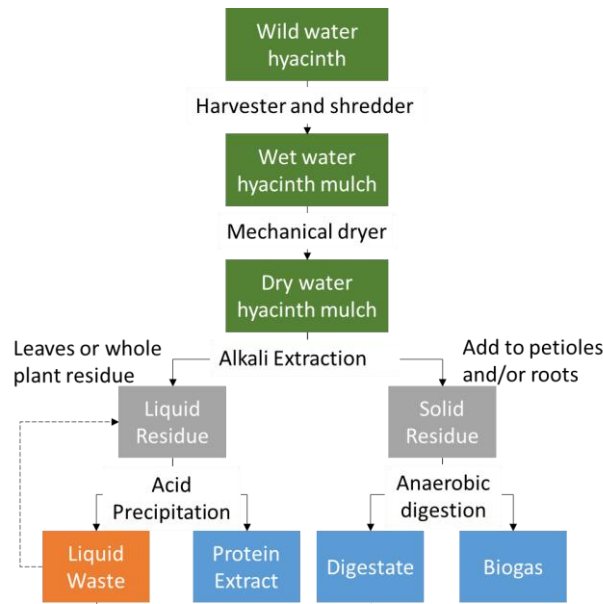 Wild water
hyacinth
Harvester and shredder
Wet water
hyacinth mulch
Mechanical dryer
Dry water
hyacinth mulch
Leaves or whole
plant residue
Alkali Extraction
Add to petioles
and/or roots
Liquid
Residue
Solid
Residue
Acid
Precipitation
Anaerobic
digestion
Liquid
Waste
Protein
Extract
Digestate
Biogas